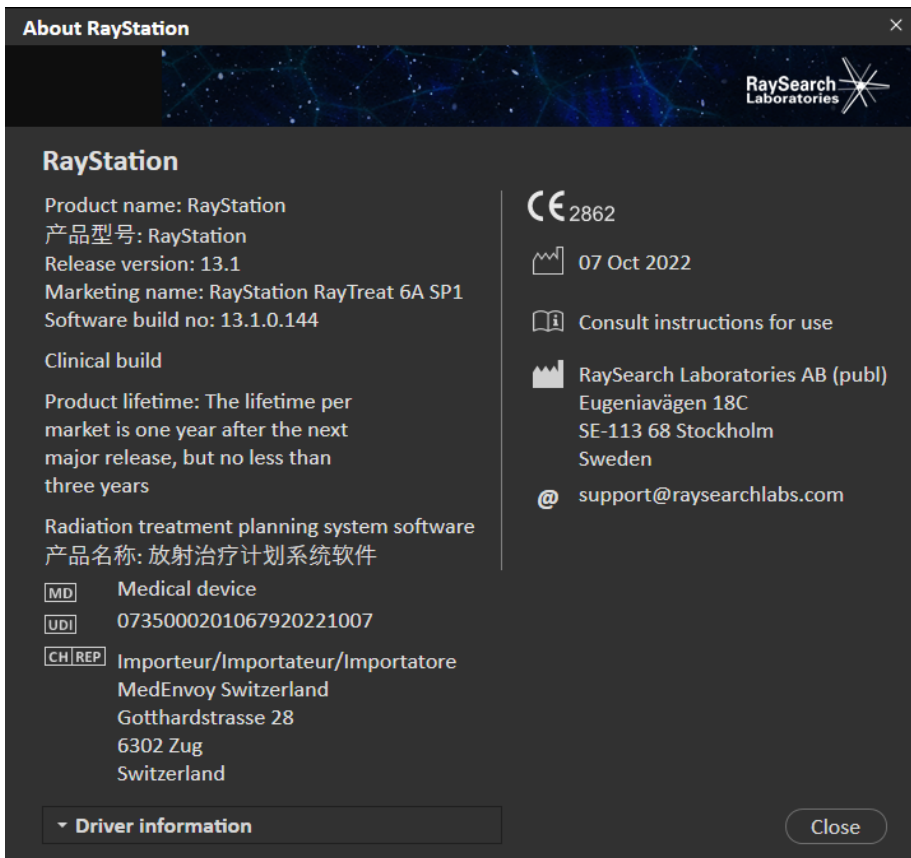 About RayStation
RaySearch
Laboratories
RayStation
Product name: RayStation
产品型号: RayStation
Release version: 13.1
Marketing name: RayStation RayTreat 6A SP1
Software build no: 13.1.0.144
Clinical build
Product lifetime: The lifetime per
market is one year after the next
major release, but no less than
three years
Radiation treatment planning system software
产品名称: 放射治疗计划系统软件
MD Medical device
UDI 0735000201067920221007
CH REP Importeur/Importateur/Importatore
MedEnvoy Switzerland
Gotthardstrasse 28
6302 Zug
Switzerland
CE 2862
07 Oct 2022
Consult instructions for use
RaySearch Laboratories AB (publ)
Eugeniavägen 18C
SE-113 68 Stockholm
Sweden
@ support@raysearchlabs.com
Driver information
Close